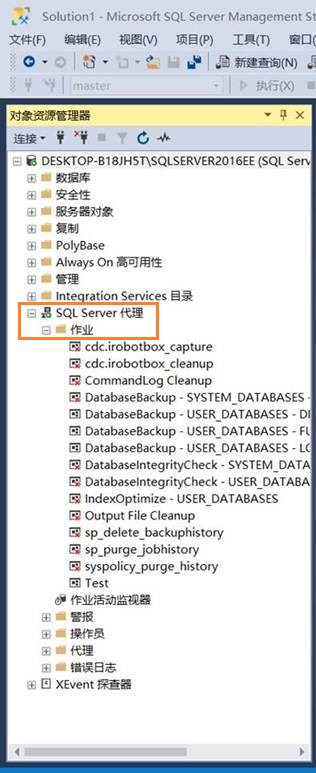 Solution1 - Microsoft SQL Server Management St
文件(F) 编辑(E) 视图(V) 项目(P) 工具(T) 窗口(W)
新建查询(N)
master 执行(X)
对象资源管理器
连接
DESKTOP-B18JH5T\SQLSERVER2016EE (SQL Serv
数据库
安全性
服务器对象
复制
PolyBase
Always On 高可用性
管理
Integration Services 目录
SQL Server 代理
作业
cdc.irobotbox_capture
cdc.irobotbox_cleanup
CommandLog Cleanup
DatabaseBackup - SYSTEM_DATABASES -
DatabaseBackup - USER_DATABASES - DI
DatabaseBackup - USER_DATABASES - FU
DatabaseBackup - USER_DATABASES - LO
DatabaseIntegrityCheck - SYSTEM_DATA
DatabaseIntegrityCheck - USER_DATABAS
IndexOptimize - USER_DATABASES
Output File Cleanup
sp_delete_backuphistory
sp_purge_jobhistory
syspolicy_purge_history
Test
作业活动监视器
警报
操作员
代理
错误日志
XEvent 探查器